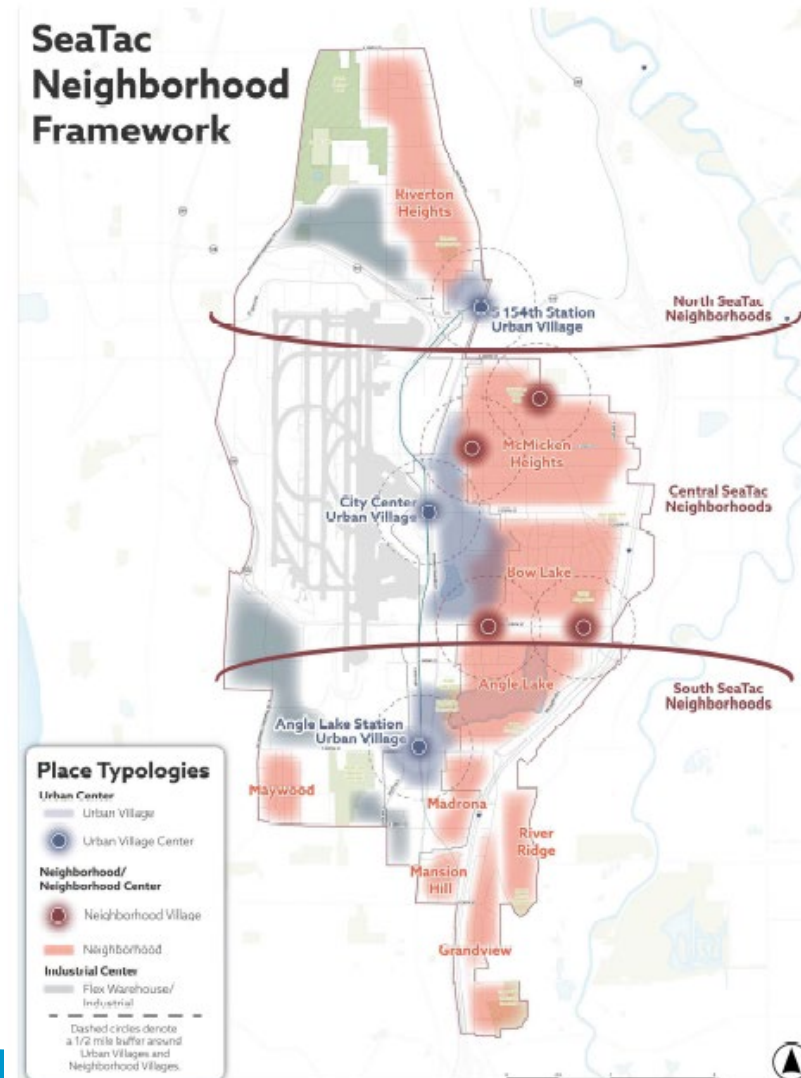 SeaTac
Neighborhood
Framework
Riverton
Heights
S 154th Station
Urban Village
North SeaTac
Neighborhoods
McMicken
Heights
City Center
Urban Village
Central SeaTac
Neighborhoods
Bow Lake
Angle Lake
South SeaTac
Neighborhoods
Angle Lake Station
Urban Village
Maywood
Madrona
River
Ridge
Mansion
Hill
Grandview
Place Typologies
Urban Center
Urban Village
Urban Village Center
Neighborhood/
Neighborhood Center
Neighborhood Village
Neighborhood
Industrial Center
Flex Warehouse/
Industrial
Dashed circles denote
a 1/2 mile buffer around
Urban Villages and
Neighborhood Villages.